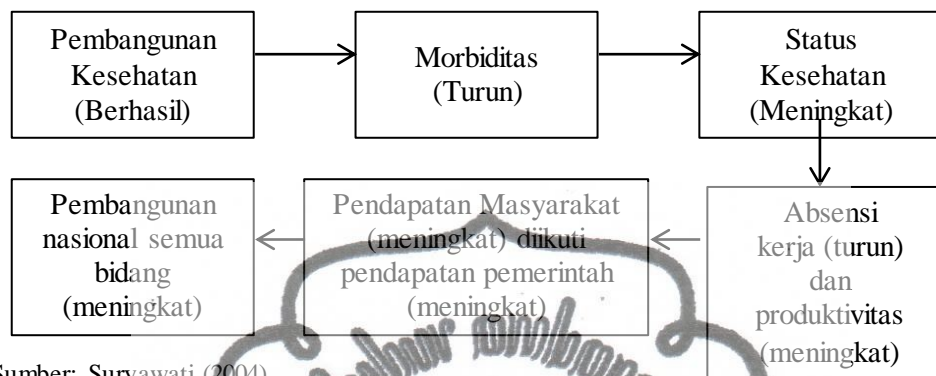 Pembangunan
Kesehatan
(Berhasil)
Morbiditas
(Turun)
Status
Kesehatan
(Meningkat)
Absensi
kerja (turun)
dan
produktivitas
(meningkat)
Pendapatan Masyarakat
(meningkat) diikuti
pendapatan pemerintah
(meningkat)
Pembangunan
nasional semua
bidang
(meningkat)
Sumber: Suryawati (2004)